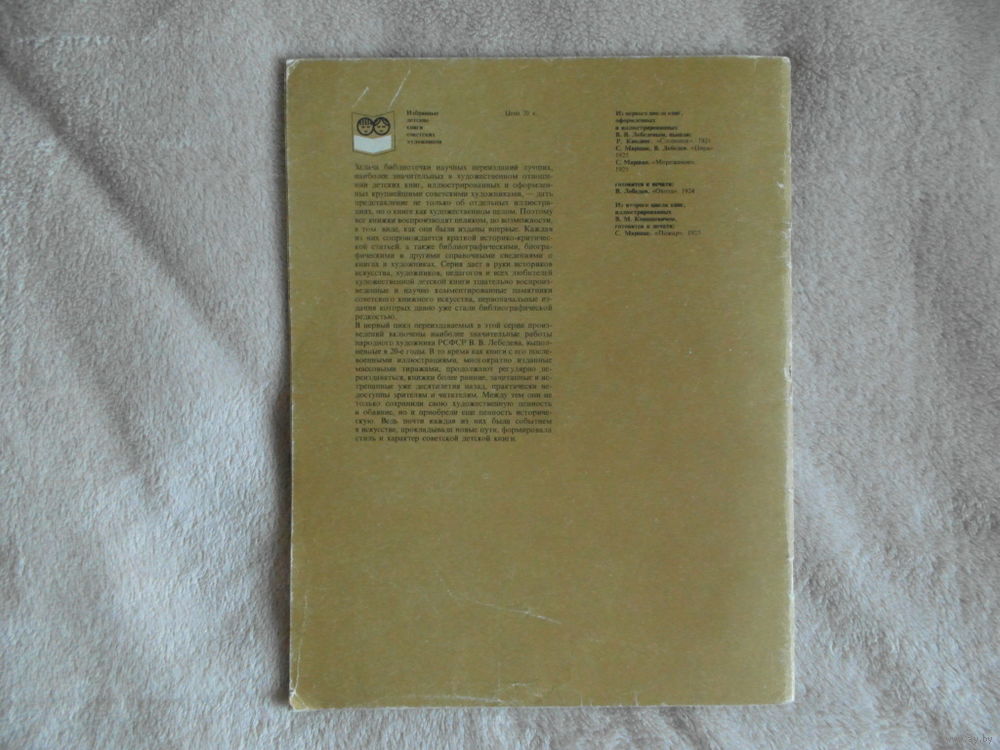 Избранные
детские
книги
советских
художников
Цена 70 к.
Задача библиотечки научных переизданий лучших,
наиболее значительных в художественном отноше-
нии детских книг, иллюстрированных и оформлен-
ных крупнейшими советскими художниками, — дать
представление не только об отдельных иллюстра-
циях, но о книге как художественном целом. Поэтому
все книжки воспроизводят целиком, по возможности,
в том виде, как они были изданы впервые. Каждая
из них сопровождается краткой историко-критичес-
кой статьей, а также библиографическими, биогра-
фическими и другими справочными сведениями о
книгах и художниках. Серия дает в руки историков
искусства, художников, педагогов и всех любителей
художественной детской книги тщательно воспроиз-
веденные и научно комментированные памятники
советского книжного искусства, первоначальные из-
дания которых давно уже стали библиографической
редкостью.
В первый цикл переиздаваемых в этой серии произ-
ведений включены наиболее значительные работы
народного художника РСФСР В. В. Лебедева, выпол-
ненные в 20-е годы. В то время как книги с его после-
военными иллюстрациями, многократно изданные
массовыми тиражами, продолжают регулярно пе-
реиздаваться, книжки более ранние, зачитанные и ис-
трепанные уже десятилетия назад, практически не-
доступны зрителям и читателям. Между тем они не
только сохранили свою художественную ценность
и обаяние, но и приобрели еще ценность историче-
скую. Ведь почти каждая из них была событием
в искусстве, прокладывала новые пути, формировала
стиль и характер советской детской книги.
Из первого цикла книг,
оформленных
и иллюстрированных
В. В. Лебедевым, вышли:
Р. Киплинг. «Слоненок».
С. Маршак, В. Лебедев. «Цирк».
1925
С. Маршак. «Мороженое».
1925
готовится к печати:
В. Лебедев. «Охота». 1924
Из второго цикла книг,
иллюстрированных
В. М. Конашевичем,
готовится к печати:
С. Маршак. «Пожар». 1923